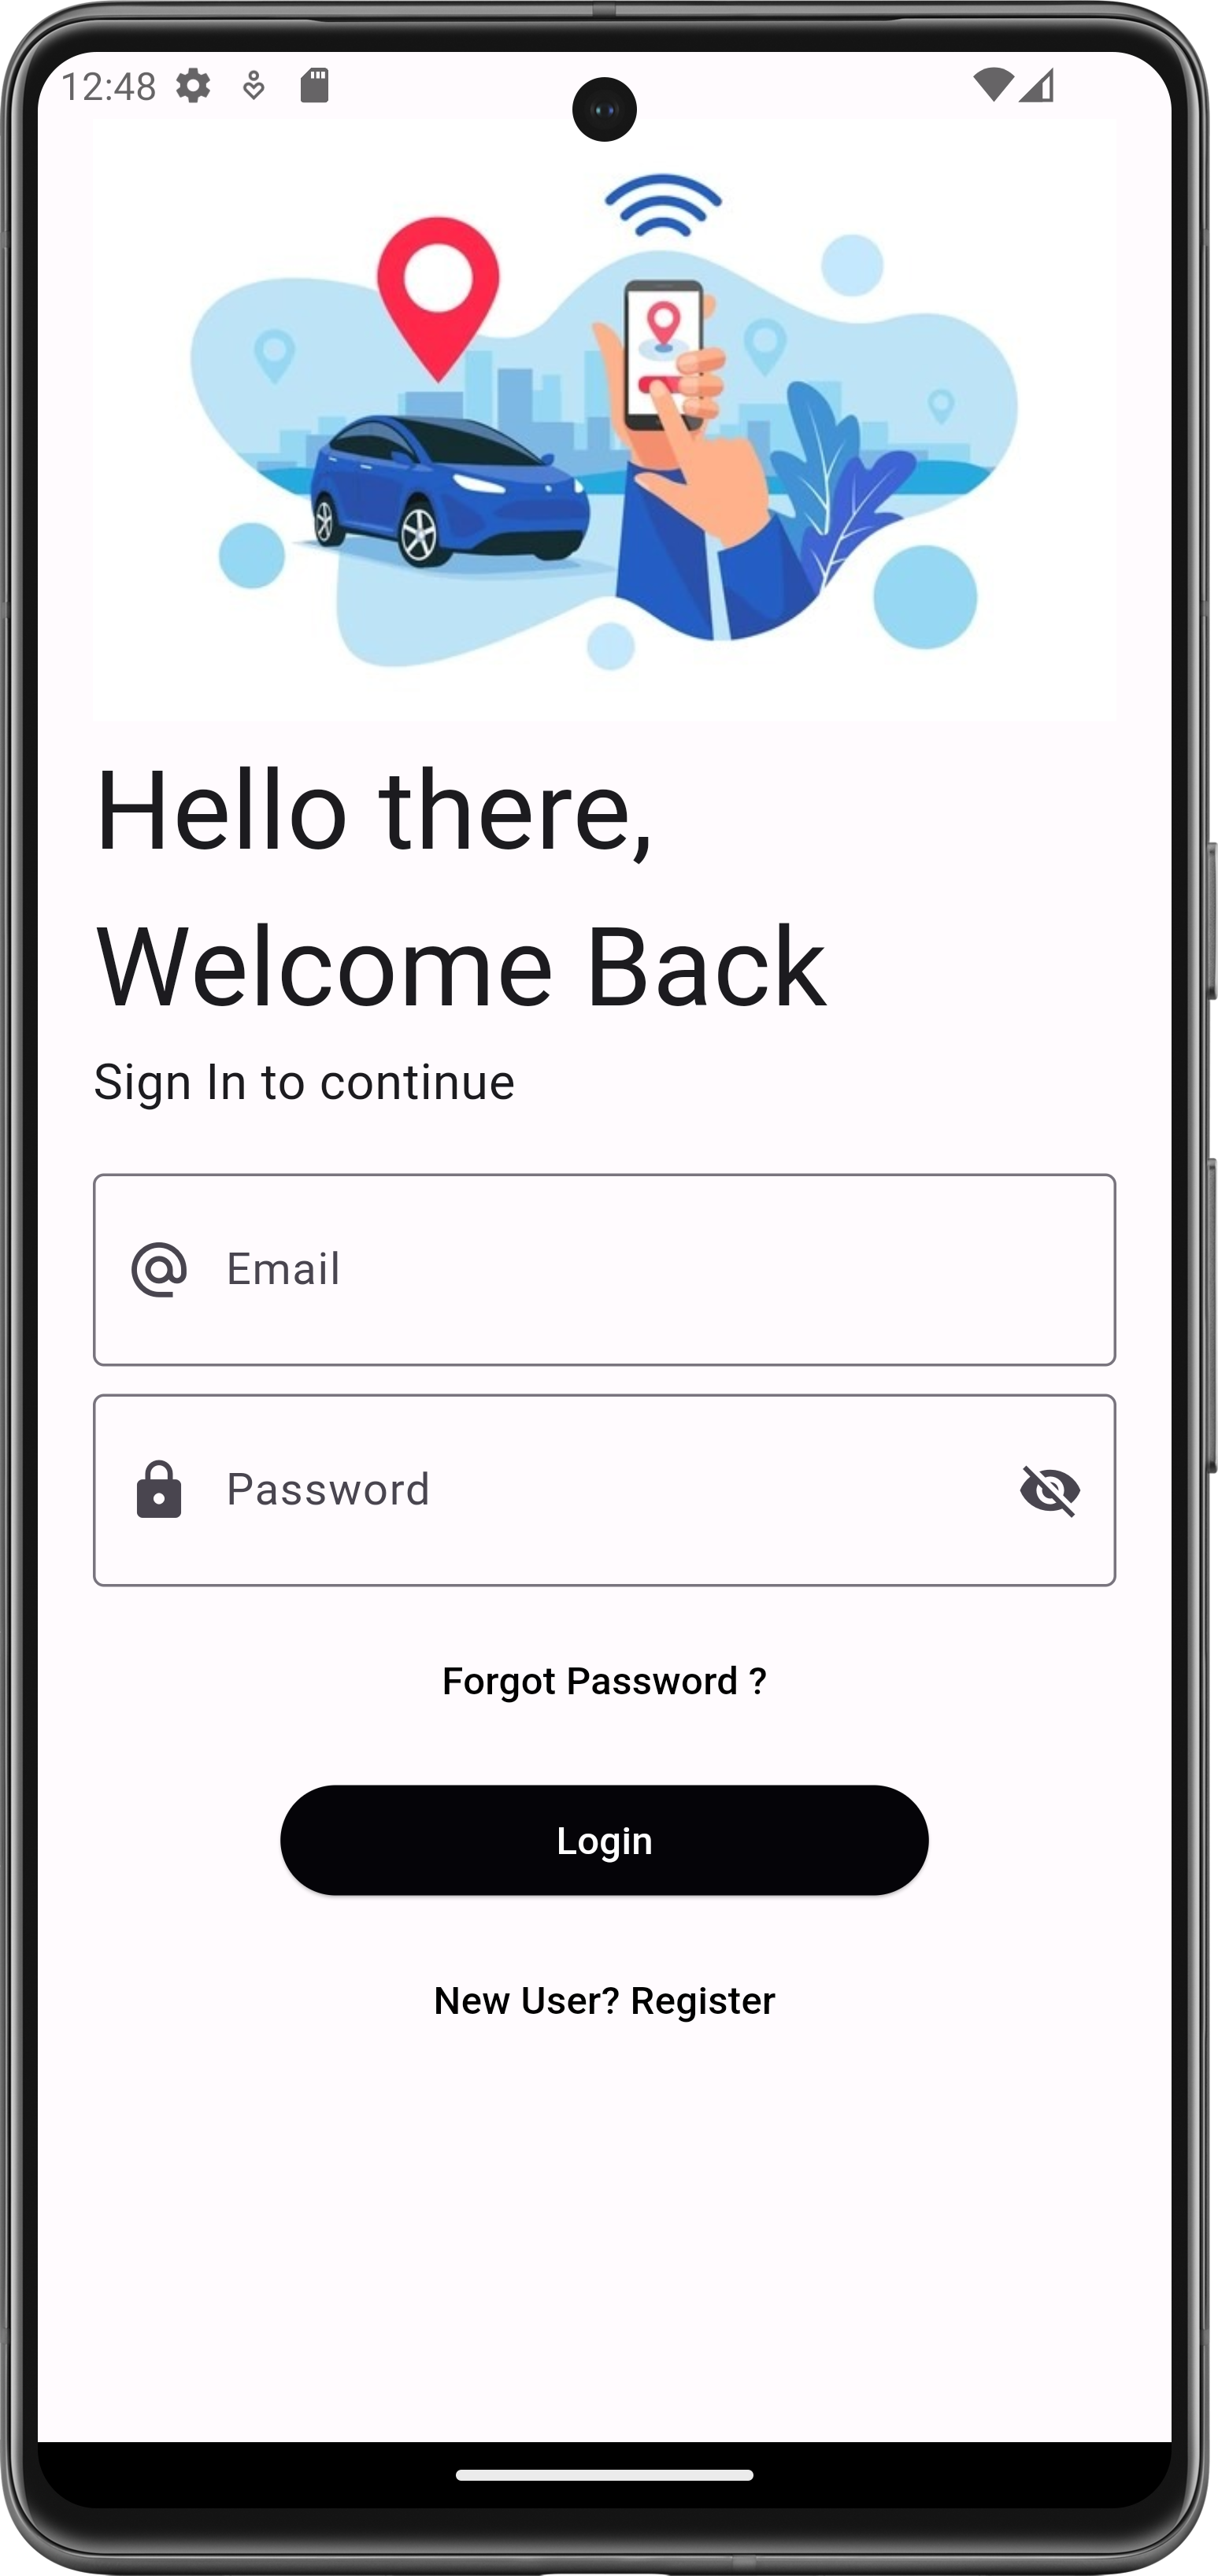 12:48
Hello there,
Welcome Back
Sign In to continue
Email
Password
Forgot Password ?
Login
New User? Register